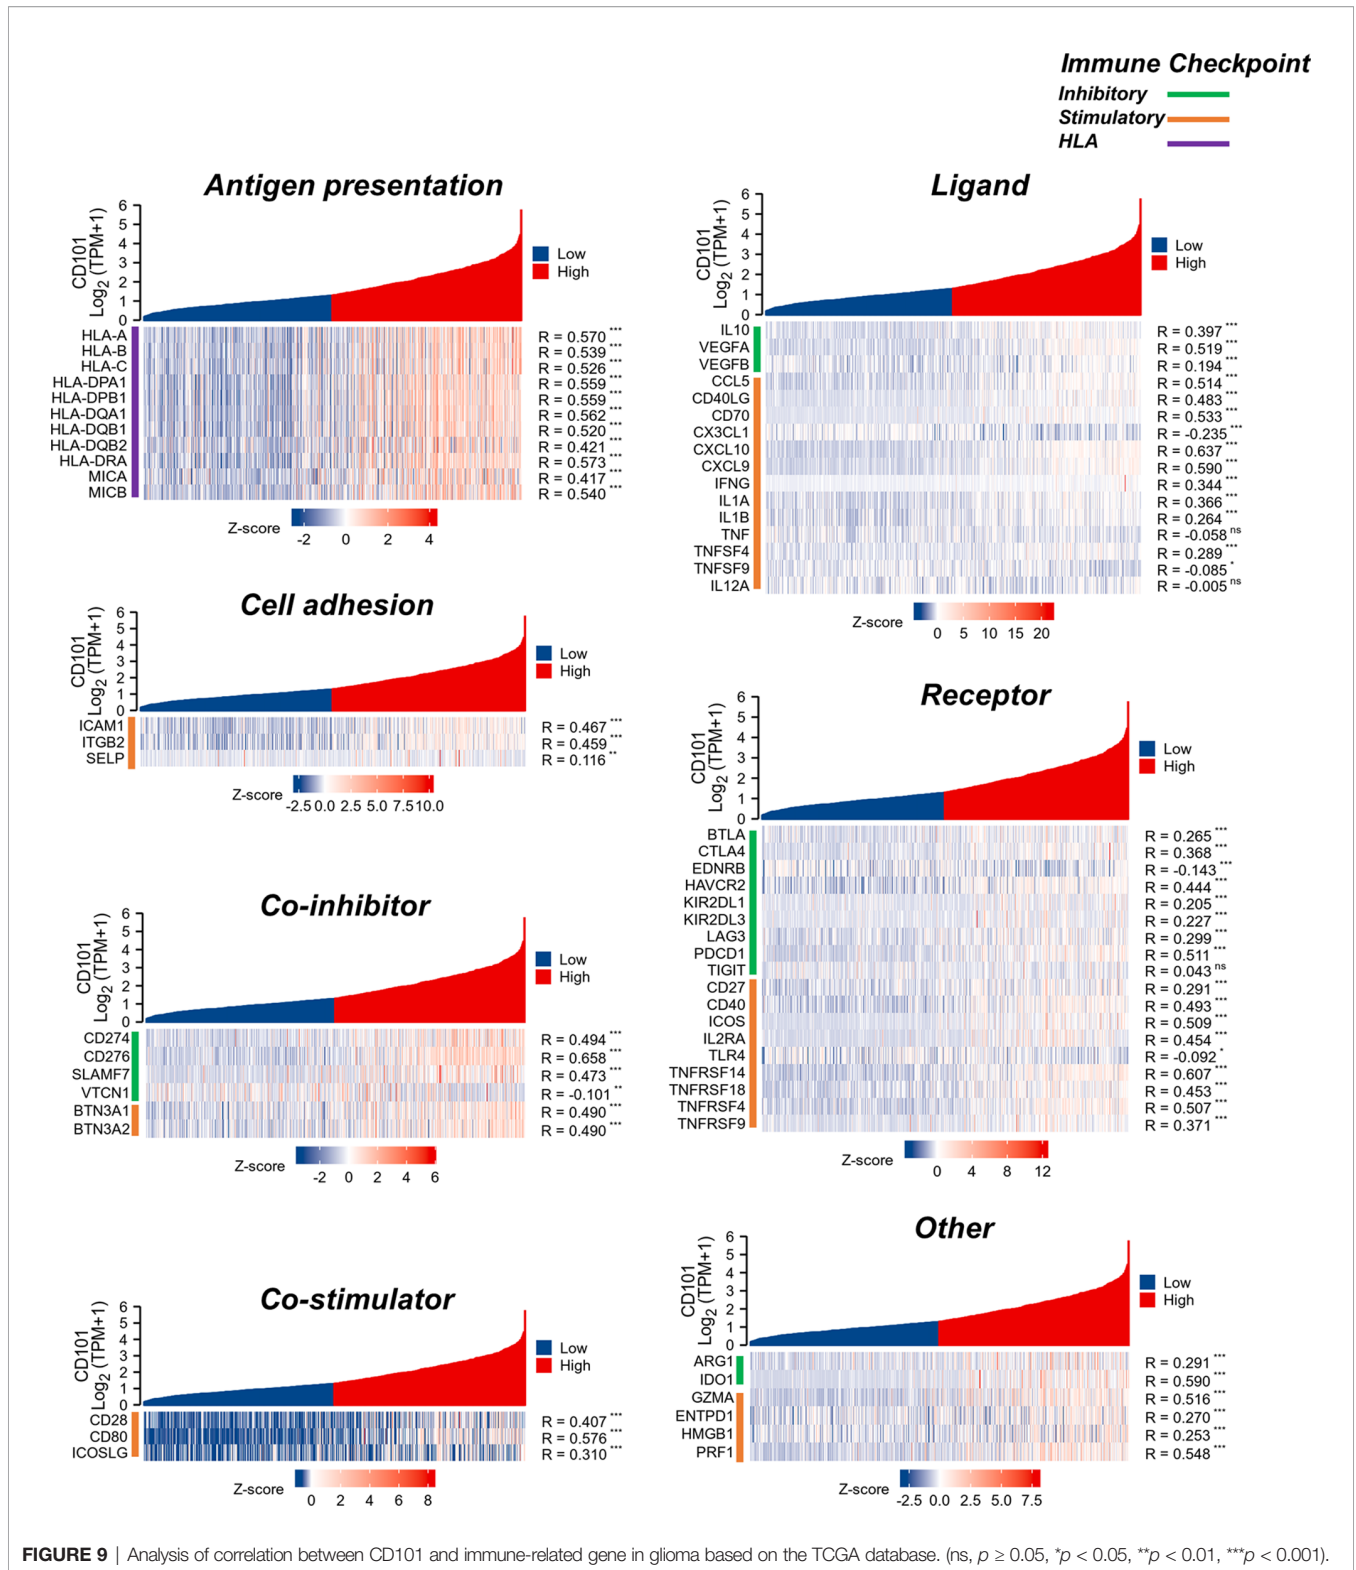 Immune Checkpoint
Inhibitory
Stimulatory
HLA
Antigen presentation
CD101
Log2 (TPM+1)
6
5
4
3
2
1
0
Low
High
HLA-A R = 0.570 ***
HLA-B R = 0.539 ***
HLA-C R = 0.526 ***
HLA-DPA1 R = 0.559 ***
HLA-DPB1 R = 0.559 ***
HLA-DQA1 R = 0.562 ***
HLA-DQB1 R = 0.520 ***
HLA-DQB2 R = 0.421 ***
HLA-DRA R = 0.573 ***
MICA R = 0.417 ***
MICB R = 0.540 ***
Z-score
-2 0 2 4
Cell adhesion
CD101
Log2 (TPM+1)
6
5
4
3
2
1
0
Low
High
ICAM1 R = 0.467 ***
ITGB2 R = 0.459 ***
SELP R = 0.116 **
Z-score
-2.5 0.0 2.5 5.0 7.5 10.0
Co-inhibitor
CD101
Log2 (TPM+1)
6
5
4
3
2
1
0
Low
High
CD274 R = 0.494 ***
CD276 R = 0.658 ***
SLAMF7 R = 0.473 ***
VTCN1 R = -0.101 **
BTN3A1 R = 0.490 ***
BTN3A2 R = 0.490 ***
Z-score
-2 0 2 4 6
Co-stimulator
CD101
Log2 (TPM+1)
6
5
4
3
2
1
0
Low
High
CD28 R = 0.407 ***
CD80 R = 0.576 ***
ICOSLG R = 0.310 ***
Z-score
0 2 4 6 8
Ligand
CD101
Log2 (TPM+1)
6
5
4
3
2
1
0
Low
High
IL10 R = 0.397 ***
VEGFA R = 0.519 ***
VEGFB R = 0.194 ***
CCL5 R = 0.514 ***
CD40LG R = 0.483 ***
CD70 R = 0.533 ***
CX3CL1 R = -0.235 ***
CXCL10 R = 0.637 ***
CXCL9 R = 0.590 ***
IFNG R = 0.344 ***
IL1A R = 0.366 ***
IL1B R = 0.264 ***
TNF R = -0.058 ns
TNFSF4 R = 0.289 ***
TNFSF9 R = -0.085 *
IL12A R = -0.005 ns
Z-score
0 5 10 15 20
Receptor
CD101
Log2 (TPM+1)
6
5
4
3
2
1
0
Low
High
BTLA R = 0.265 ***
CTLA4 R = 0.368 ***
EDNRB R = -0.143 ***
HAVCR2 R = 0.444 ***
KIR2DL1 R = 0.205 ***
KIR2DL3 R = 0.227 ***
LAG3 R = 0.299 ***
PDCD1 R = 0.511 ***
TIGIT R = 0.043 ns
CD27 R = 0.291 ***
CD40 R = 0.493 ***
ICOS R = 0.509 ***
IL2RA R = 0.454 ***
TLR4 R = -0.092 *
TNFRSF14 R = 0.607 ***
TNFRSF18 R = 0.453 ***
TNFRSF4 R = 0.507 ***
TNFRSF9 R = 0.371 ***
Z-score
0 4 8 12
Other
CD101
Log2 (TPM+1)
6
5
4
3
2
1
0
Low
High
ARG1 R = 0.291 ***
IDO1 R = 0.590 ***
GZMA R = 0.516 ***
ENTPD1 R = 0.270 ***
HMGB1 R = 0.253 ***
PRF1 R = 0.548 ***
Z-score
-2.5 0.0 2.5 5.0 7.5
FIGURE 9 | Analysis of correlation between CD101 and immune-related gene in glioma based on the TCGA database. (ns, p ≥ 0.05, *p < 0.05, **p < 0.01, ***p < 0.001).